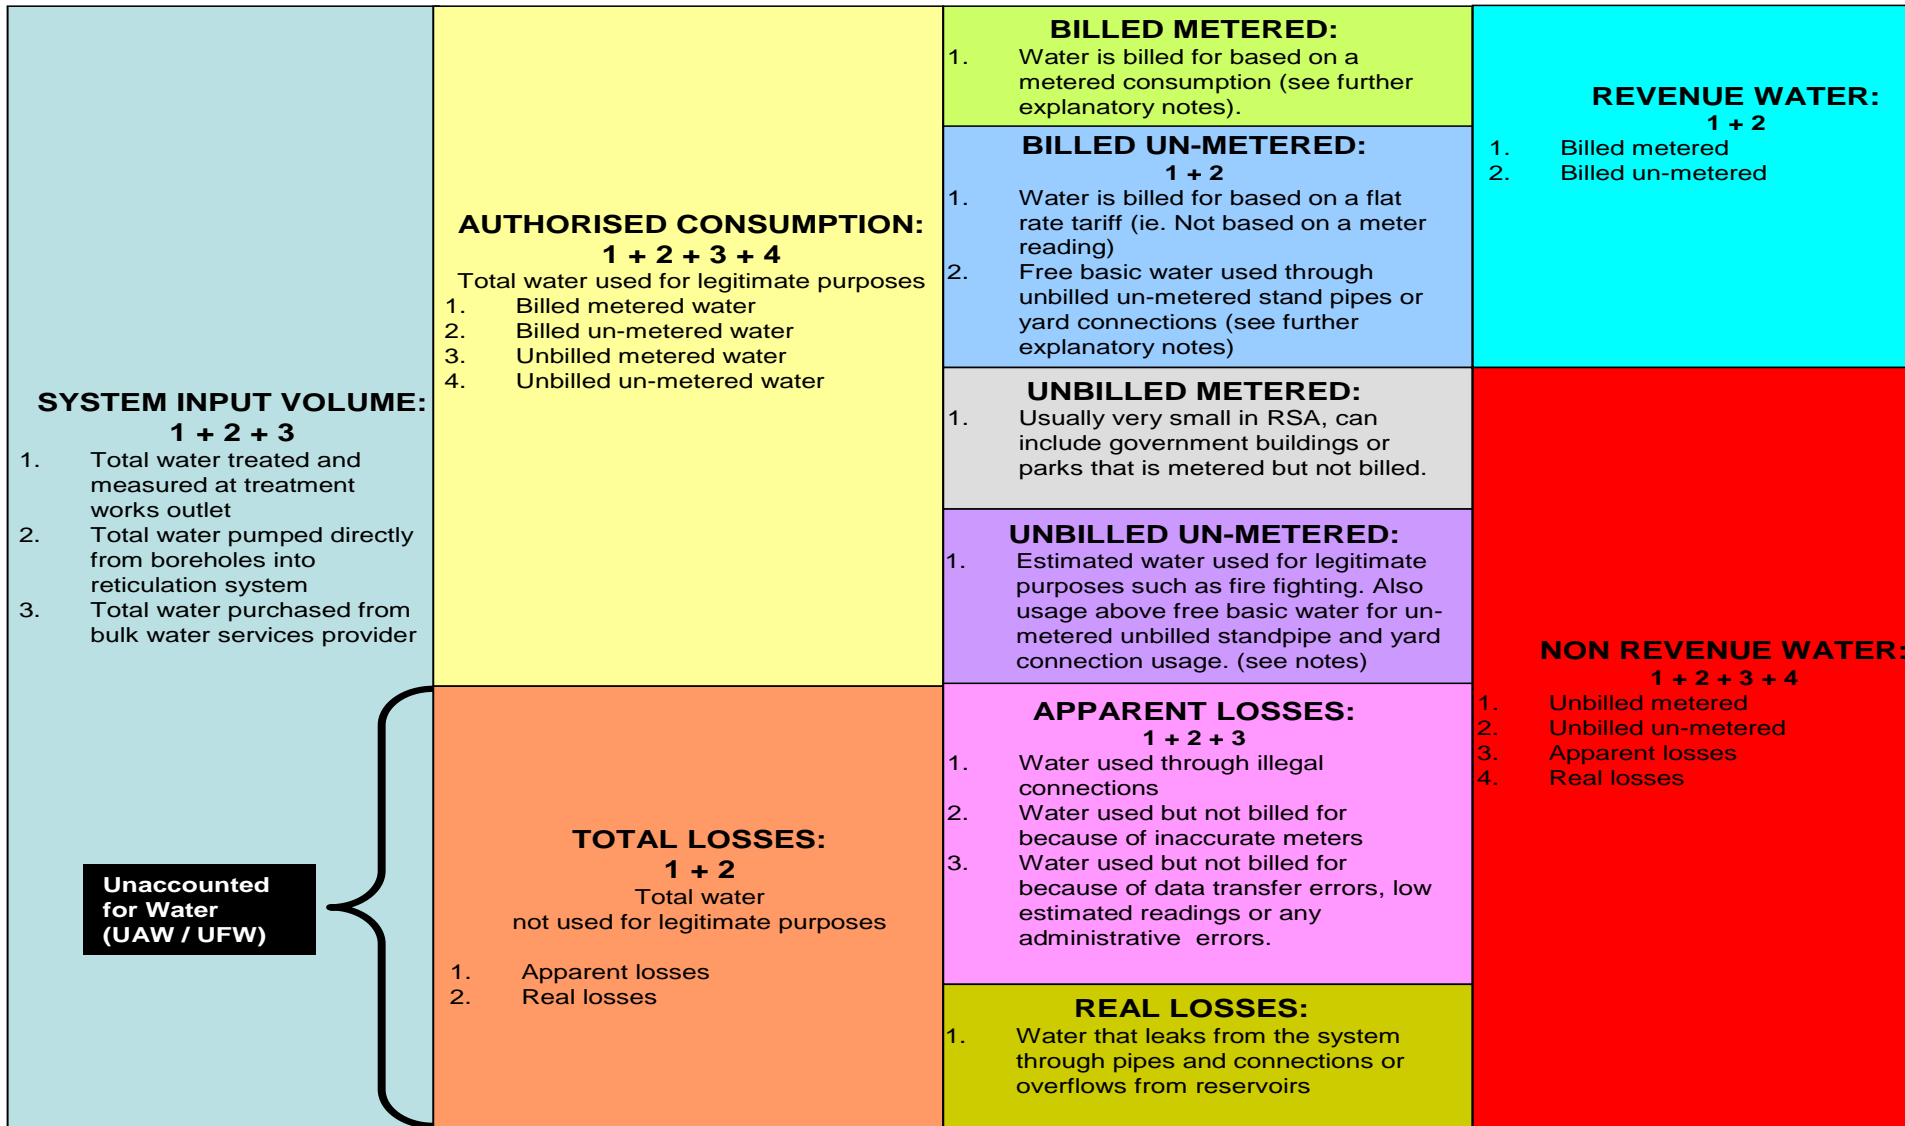 SYSTEM INPUT VOLUME:
1 + 2 + 3
1. Total water treated and
measured at treatment
works outlet
2. Total water pumped directly
from boreholes into
reticulation system
3. Total water purchased from
bulk water services provider
Unaccounted
for Water
(UAW / UFW)
AUTHORISED CONSUMPTION:
1 + 2 + 3 + 4
Total water used for legitimate purposes
1. Billed metered water
2. Billed un-metered water
3. Unbilled metered water
4. Unbilled un-metered water
TOTAL LOSSES:
1 + 2
Total water
not used for legitimate purposes
1. Apparent losses
2. Real losses
BILLED METERED:
1. Water is billed for based on a
metered consumption (see further
explanatory notes).
BILLED UN-METERED:
1 + 2
1. Water is billed for based on a flat
rate tariff (ie. Not based on a meter
reading)
2. Free basic water used through
unbilled un-metered stand pipes or
yard connections (see further
explanatory notes)
UNBILLED METERED:
1. Usually very small in RSA, can
include government buildings or
parks that is metered but not billed.
UNBILLED UN-METERED:
1. Estimated water used for legitimate
purposes such as fire fighting. Also
usage above free basic water for un-
metered unbilled standpipe and yard
connection usage. (see notes)
APPARENT LOSSES:
1 + 2 + 3
1. Water used through illegal
connections
2. Water used but not billed for
because of inaccurate meters
3. Water used but not billed for
because of data transfer errors, low
estimated readings or any
administrative errors.
REAL LOSSES:
1. Water that leaks from the system
through pipes and connections or
overflows from reservoirs
REVENUE WATER:
1 + 2
1. Billed metered
2. Billed un-metered
NON REVENUE WATER:
1 + 2 + 3 + 4
1. Unbilled metered
2. Unbilled un-metered
3. Apparent losses
4. Real losses